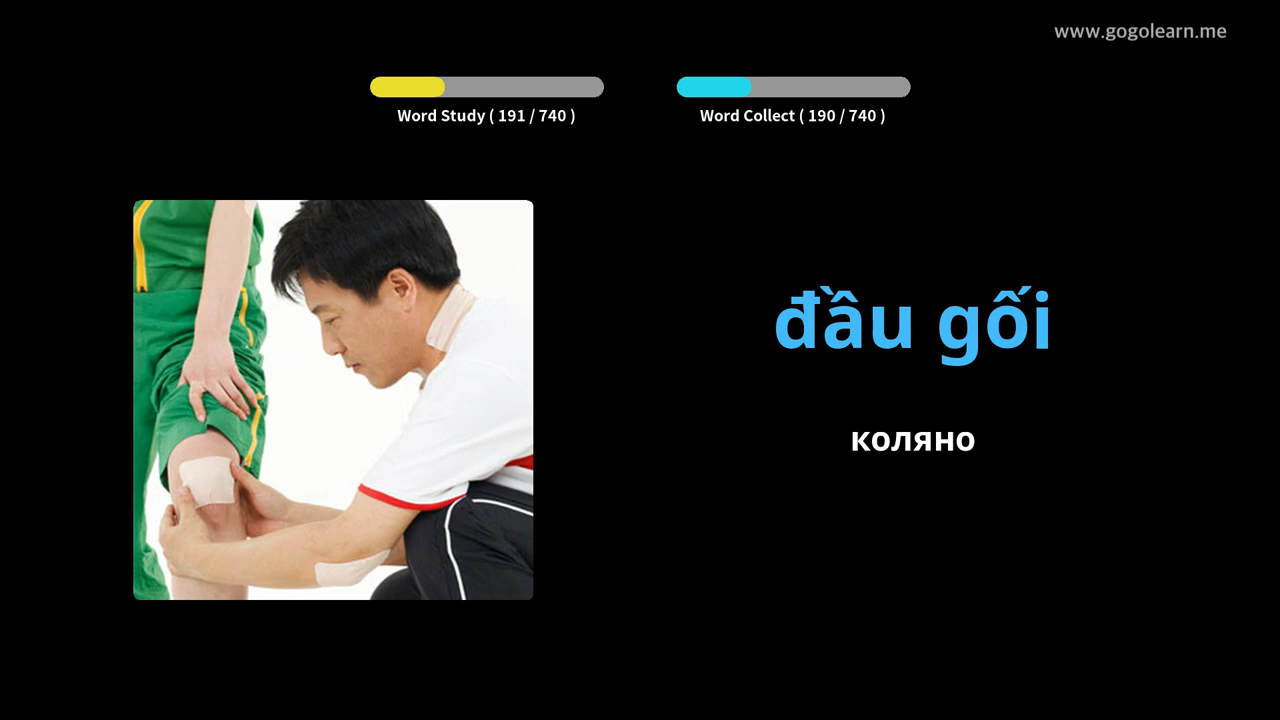 www.gogolearn.me
Word Study ( 191 / 740 )
Word Collect ( 190 / 740 )
đầu gối
коляно